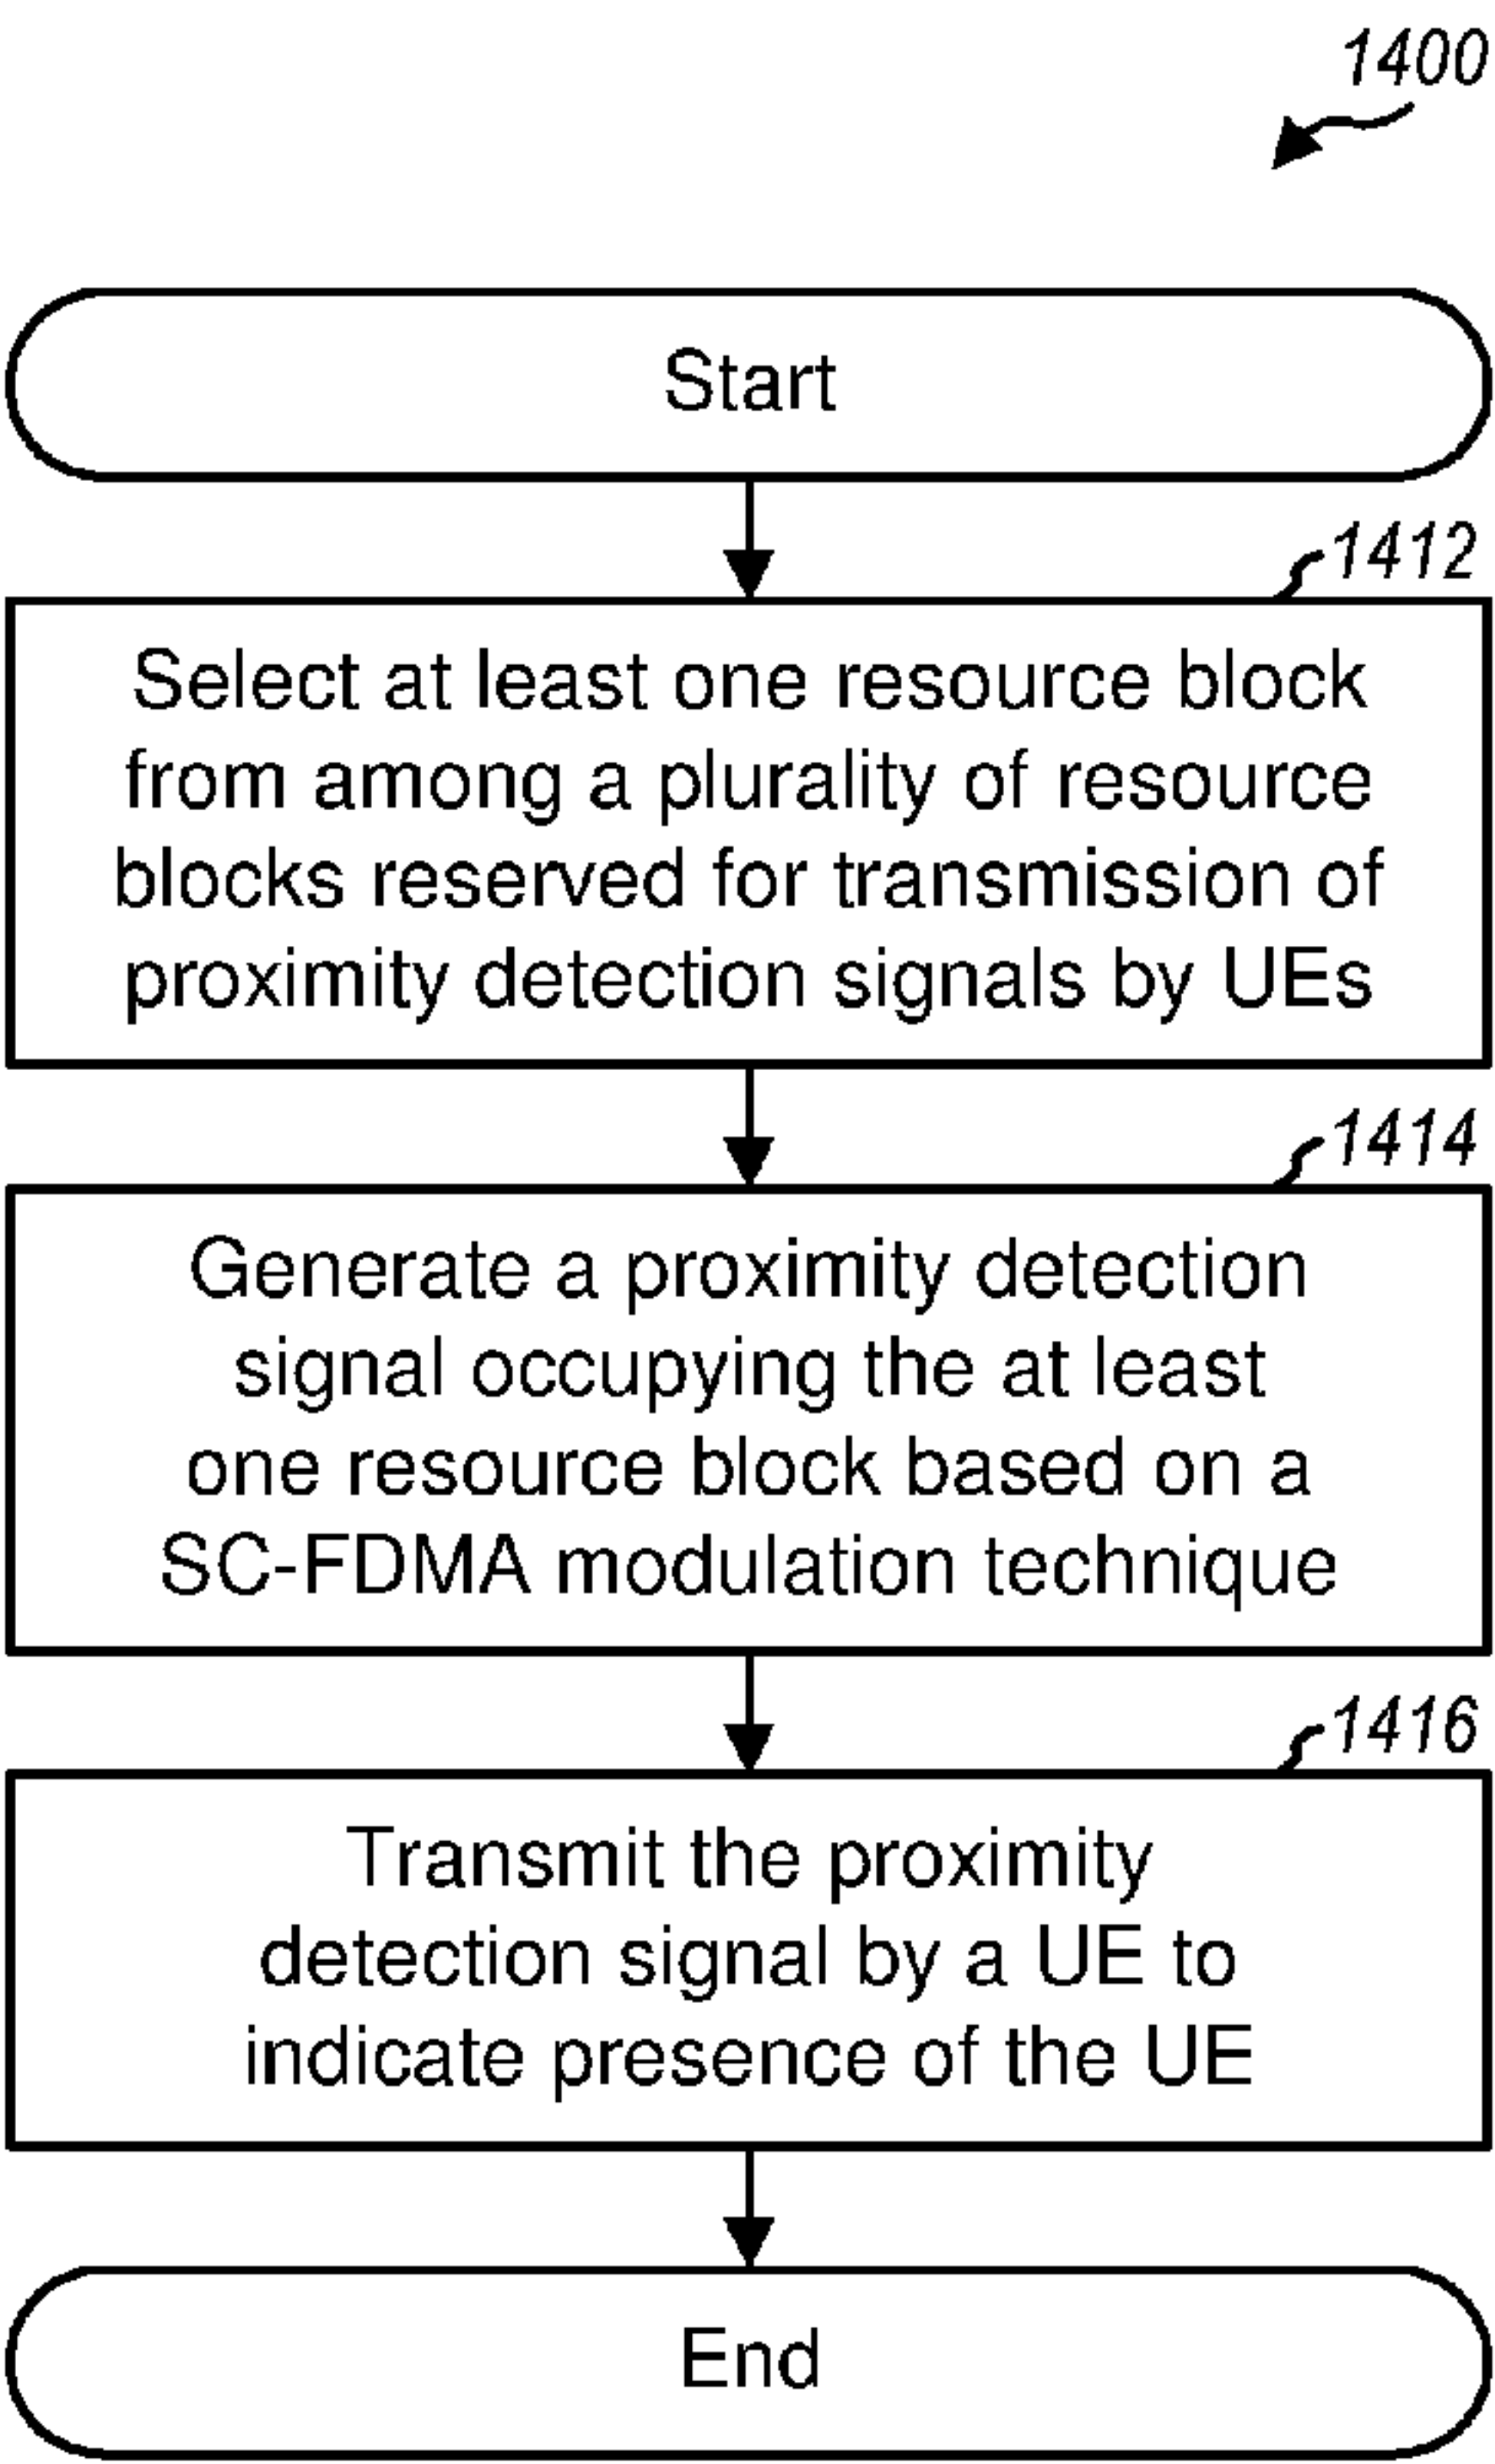 1400
Start
1412
Select at least one resource block
from among a plurality of resource
blocks reserved for transmission of
proximity detection signals by UEs
1414
Generate a proximity detection
signal occupying the at least
one resource block based on a
SC-FDMA modulation technique
1416
Transmit the proximity
detection signal by a UE to
indicate presence of the UE
End